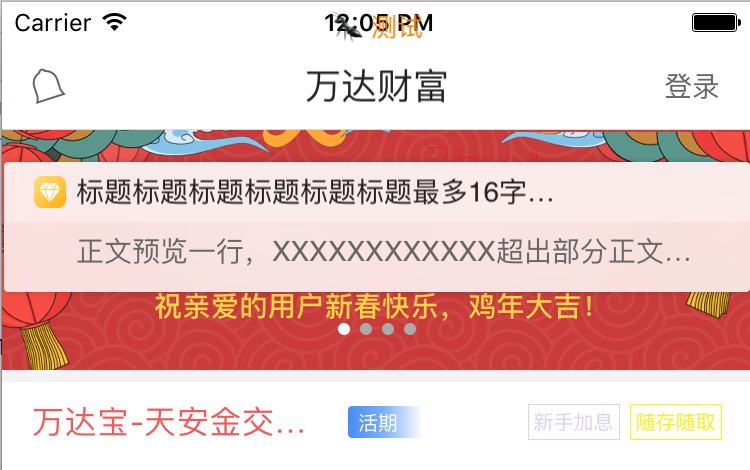 Carrier 12:05 PM
测试
万达财富
登录
标题标题标题标题标题标题最多16字...
正文预览一行，XXXXXXXXXXXXX超出部分正文...
祝亲爱的用户新春快乐，鸡年大吉！
万达宝-天安金交... 活期 新手加息 随存随取